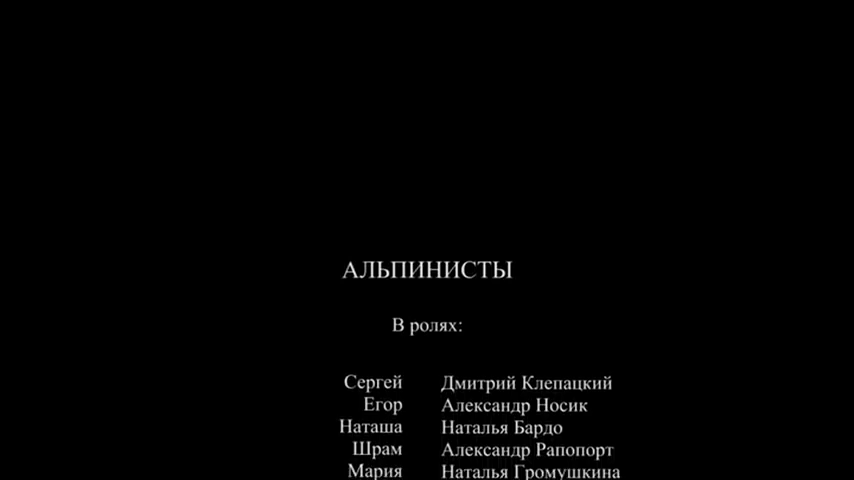 АЛЬПИНИСТЫ
В ролях:
Сергей Дмитрий Клепацкий
Егор Александр Носик
Наташа Наталья Бардо
Шрам Александр Рапопорт
Мария Наталья Громушкина